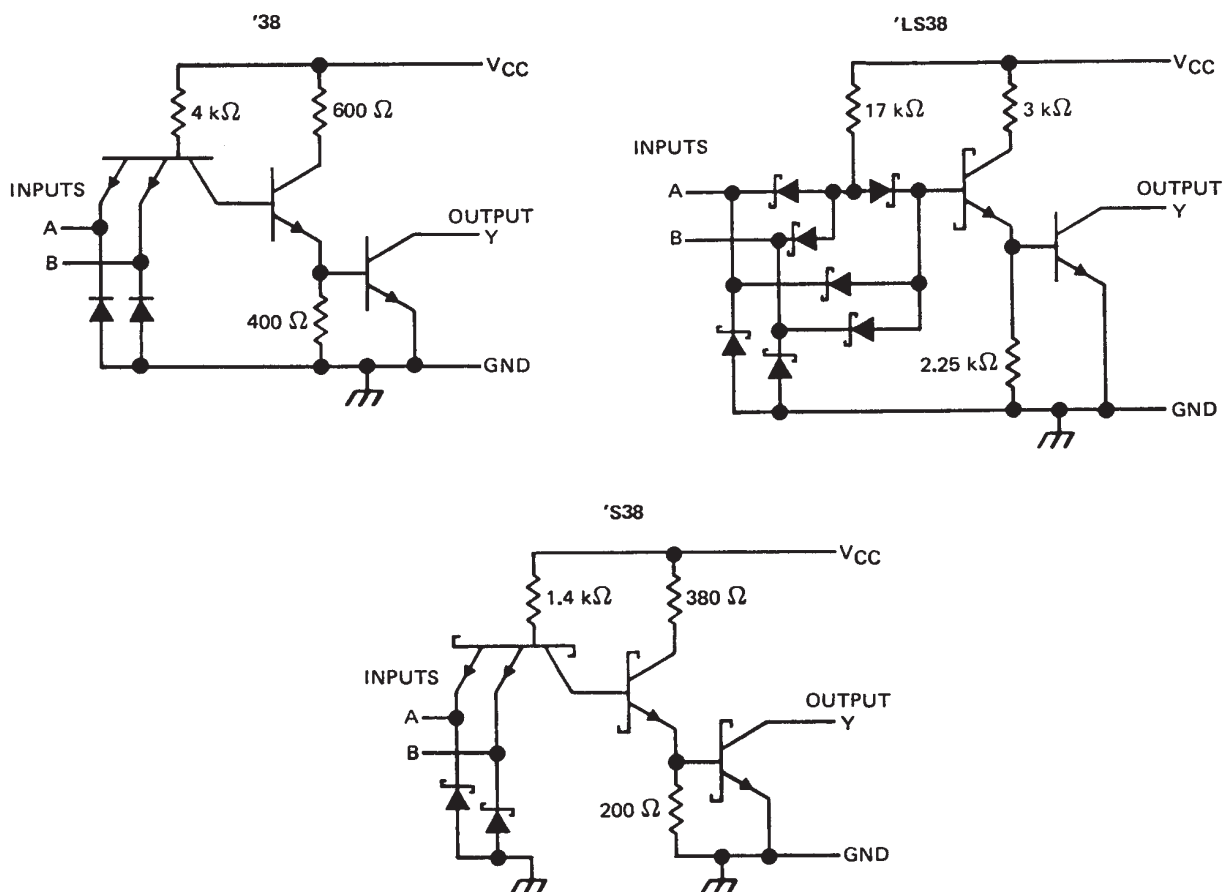 '38
VCC
4 kΩ
600 Ω
INPUTS
A
B
OUTPUT
Y
400 Ω
GND
'LS38
VCC
17 kΩ
3 kΩ
INPUTS
A
B
OUTPUT
Y
2.25 kΩ
GND
'S38
VCC
1.4 kΩ
380 Ω
INPUTS
A
B
OUTPUT
Y
200 Ω
GND